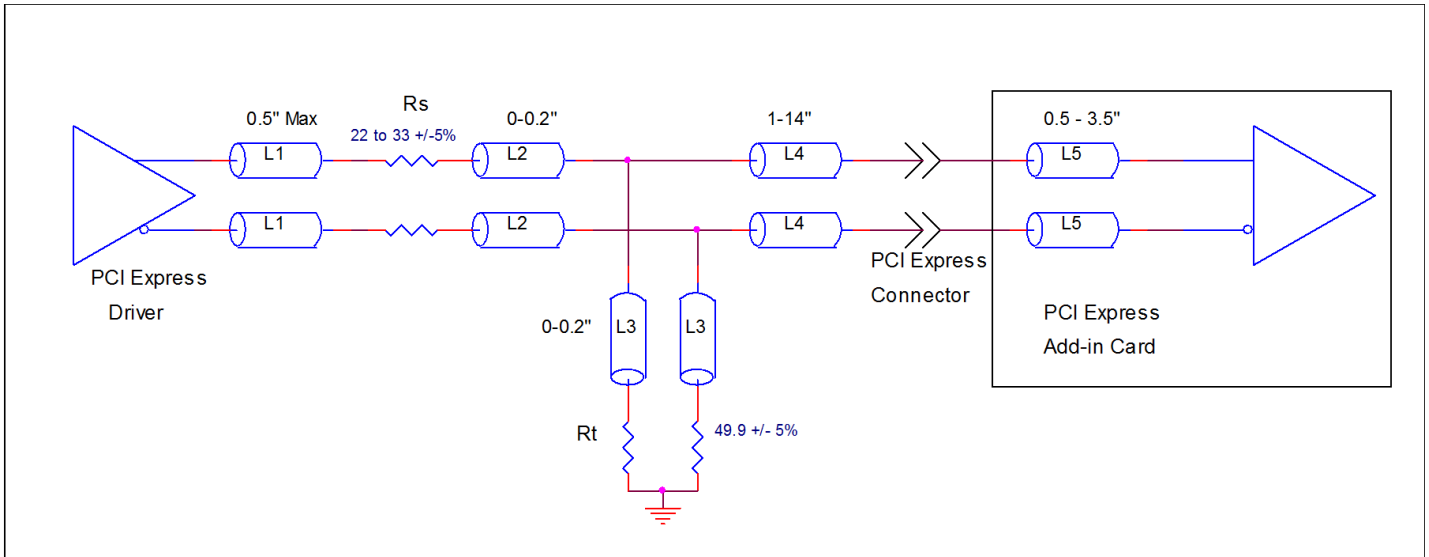 Rs
0.5" Max
22 to 33 +/-5%
0-0.2"
1-14"
0.5 - 3.5"
L1
L2
L4
L5
L1
L2
L4
L5
PCI Express
Driver
PCI Express
Connector
0-0.2"
L3
L3
PCI Express
Add-in Card
Rt
49.9 +/- 5%